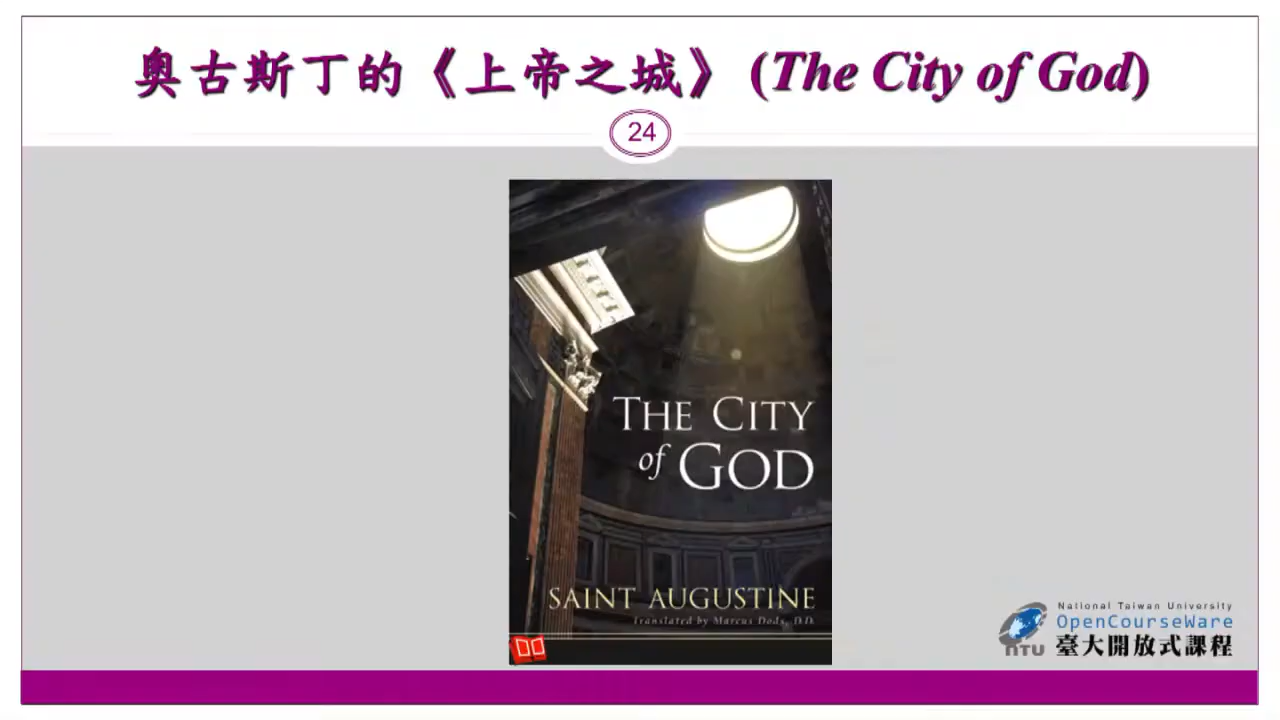 奧古斯丁的《上帝之城》 (The City of God)
24
THE CITY
of GOD
SAINT AUGUSTINE
Translated by Marcus Dods, D.D.
National Taiwan University
OpenCourseWare
NTU 臺大開放式課程